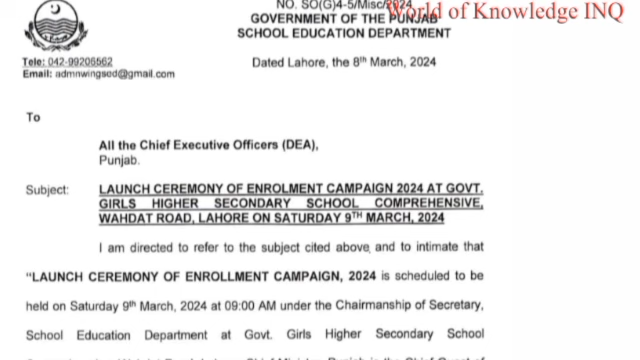 NO. SO(G)4-5/Misc/2024
World of Knowledge INQ
GOVERNMENT OF THE PUNJAB
SCHOOL EDUCATION DEPARTMENT
Tele: 042-99206562
Email: admnwingsed@gmail.com
Dated Lahore, the 8th March, 2024
To
All the Chief Executive Officers (DEA),
Punjab.
Subject: LAUNCH CEREMONY OF ENROLMENT CAMPAIGN 2024 AT GOVT.
GIRLS HIGHER SECONDARY SCHOOL COMPREHENSIVE,
WAHDAT ROAD, LAHORE ON SATURDAY 9TH MARCH, 2024
I am directed to refer to the subject cited above, and to intimate that
“LAUNCH CEREMONY OF ENROLLMENT CAMPAIGN, 2024 is scheduled to be
held on Saturday 9th March, 2024 at 09:00 AM under the Chairmanship of Secretary,
School Education Department at Govt. Girls Higher Secondary School